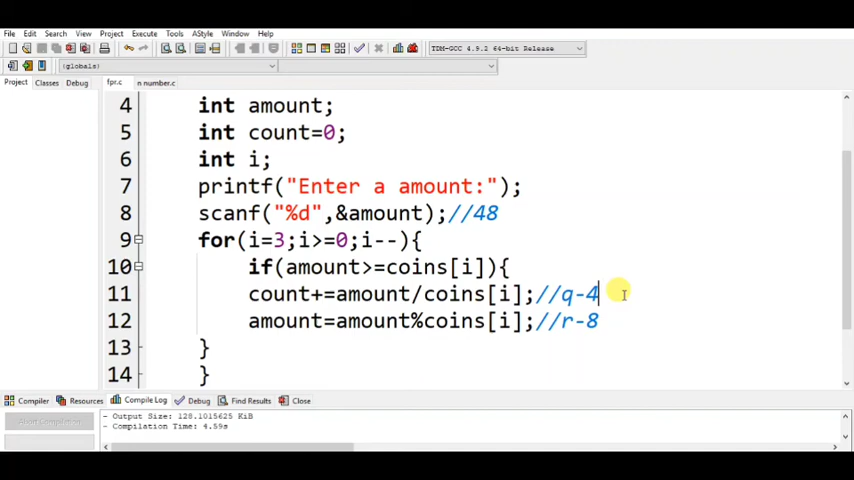 File Edit Search View Project Execute Tools AStyle Window Help
TDM-GCC 4.9.2 64-bit Release
(globals)
Project Classes Debug fpr.c n number.c
4 int amount;
5 int count=0;
6 int i;
7 printf("Enter a amount:");
8 scanf("%d",&amount);//48
9 for(i=3;i>=0;i--){
10 if(amount>=coins[i]){
11 count+=amount/coins[i];//q-4
12 amount=amount%coins[i];//r-8
13 }
14 }
Compiler Resources Compile Log Debug Find Results Close
- Output Size: 128.1015625 KiB
- Compilation Time: 4.59s